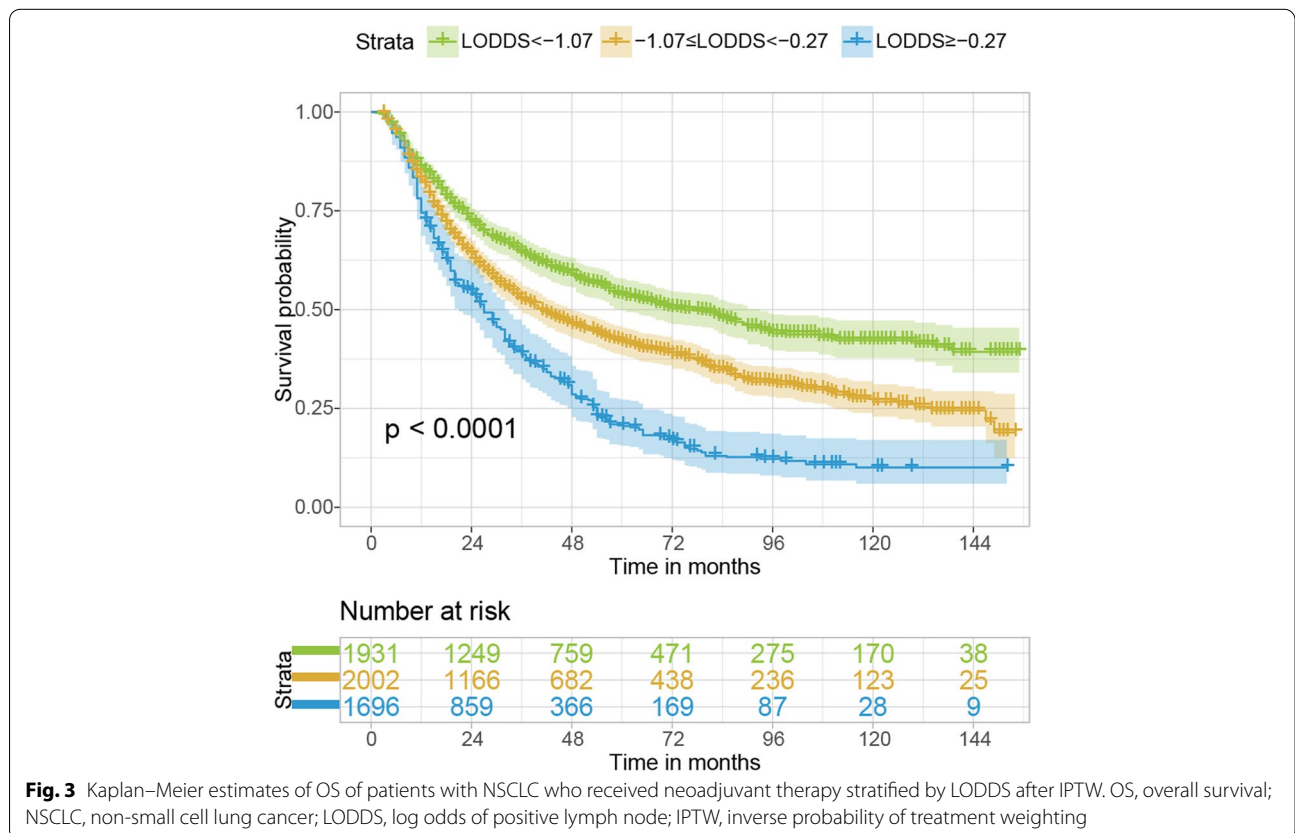 Strata LODDS<−1.07 −1.07≤LODDS<−0.27 LODDS≥−0.27
1.00
0.75
0.50
0.25
0.00
Survival probability
p < 0.0001
0 24 48 72 96 120 144
Time in months
Number at risk
Strata
1931 1249 759 471 275 170 38
2002 1166 682 438 236 123 25
1696 859 366 169 87 28 9
0 24 48 72 96 120 144
Time in months
Fig. 3 Kaplan–Meier estimates of OS of patients with NSCLC who received neoadjuvant therapy stratified by LODDS after IPTW. OS, overall survival;
NSCLC, non-small cell lung cancer; LODDS, log odds of positive lymph node; IPTW, inverse probability of treatment weighting